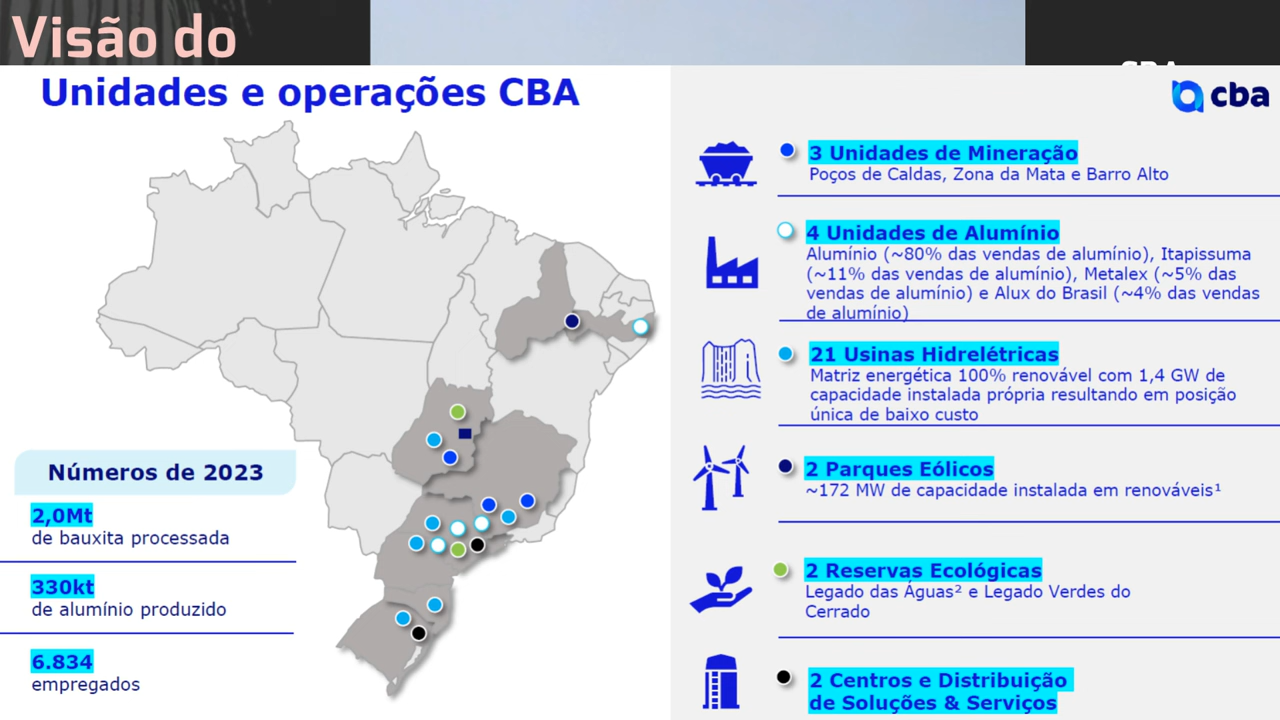 Visão do
Unidades e operações CBA
cba
3 Unidades de Mineração
Poços de Caldas, Zona da Mata e Barro Alto
4 Unidades de Alumínio
Alumínio (~80% das vendas de alumínio), Itapissuma
(~11% das vendas de alumínio), Metalex (~5% das
vendas de alumínio) e Alux do Brasil (~4% das vendas
de alumínio)
21 Usinas Hidrelétricas
Matriz energética 100% renovável com 1,4 GW de
capacidade instalada própria resultando em posição
única de baixo custo
2 Parques Eólicos
~172 MW de capacidade instalada em renováveis¹
2 Reservas Ecológicas
Legado das Águas² e Legado Verdes do
Cerrado
2 Centros e Distribuição
de Soluções & Serviços
Números de 2023
2,0Mt
de bauxita processada
330kt
de alumínio produzido
6.834
empregados